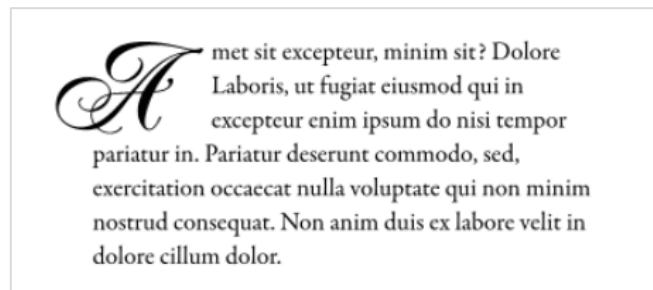 Amet sit excepteur, minim sit? Dolore
Laboris, ut fugiat eiusmod qui in
excepteur enim ipsum do nisi tempor
pariatur in. Pariatur deserunt commodo, sed,
exercitation occaecat nulla voluptate qui non minim
nostrud consequat. Non anim duis ex labore velit in
dolore cillum dolor.